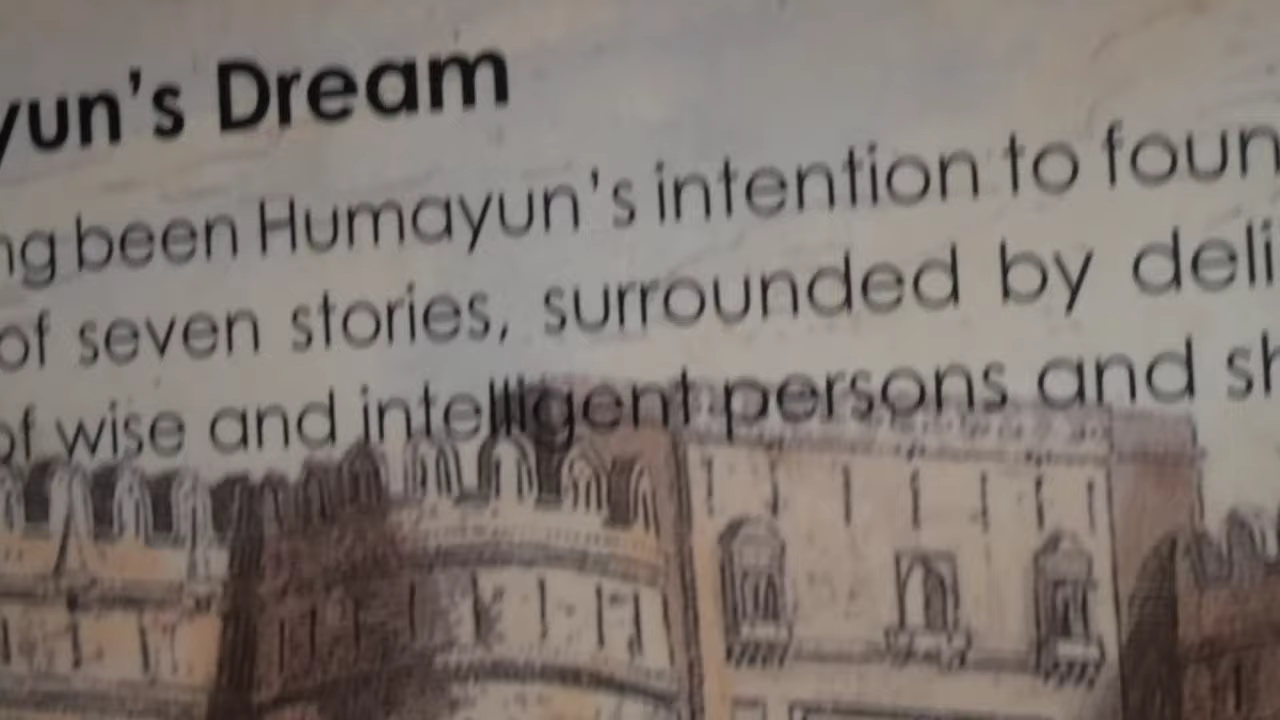 yun's Dream
ng been Humayun's intention to foun
of seven stories, surrounded by deli
of wise and intelligent persons and sh